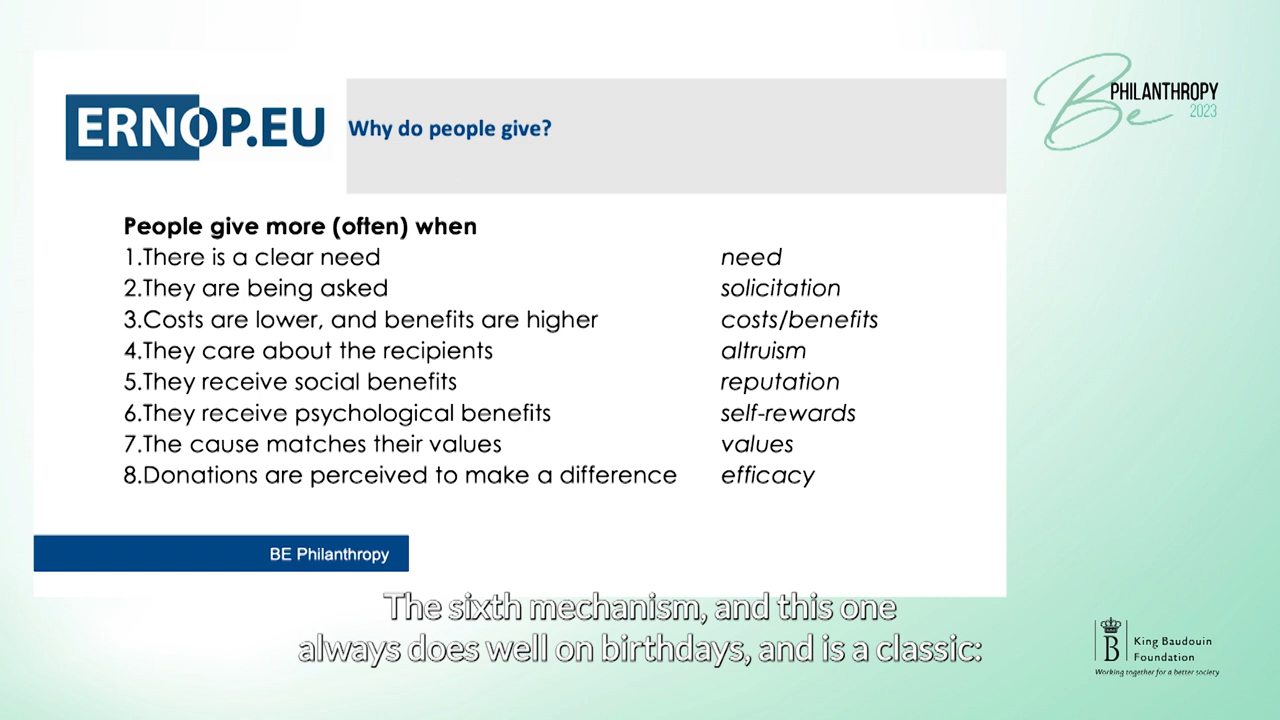 ERNOP.EU
Why do people give?
Be
PHILANTHROPY
2023
People give more (often) when
1.There is a clear need need
2.They are being asked solicitation
3.Costs are lower, and benefits are higher costs/benefits
4.They care about the recipients altruism
5.They receive social benefits reputation
6.They receive psychological benefits self-rewards
7.The cause matches their values values
8.Donations are perceived to make a difference efficacy
BE Philanthropy
The sixth mechanism, and this one
always does well on birthdays, and is a classic:
B
King Baudouin
Foundation
Working together for a better society